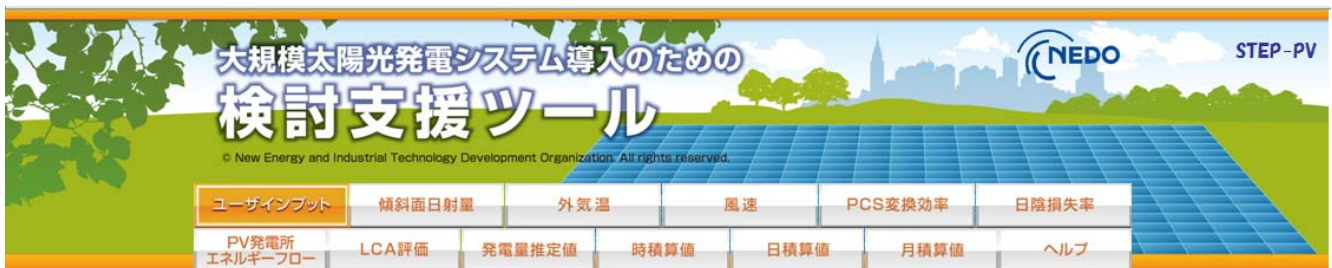 大規模太陽光発電システム導入のための
NEDO
STEP-PV
検討支援ツール
© New Energy and Industrial Technology Development Organization. All rights reserved.
ユーザインプット
傾斜面日射量
外気温
風速
PCS変換効率
日陰損失率
PV発電所
エネルギーフロー
LCA評価
発電量推定値
時積算値
日積算値
月積算値
ヘルプ